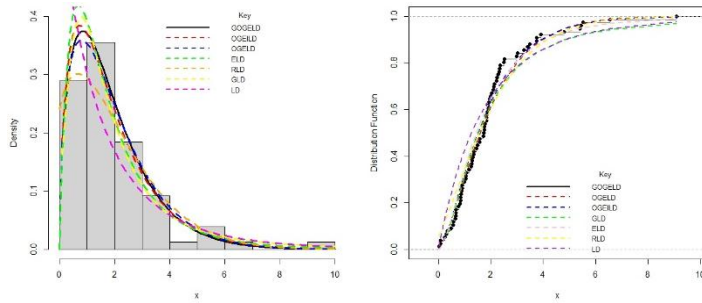 Key
GOGELD
OGEILD
OGELD
ELD
RLD
GLD
LD
Density
0.0
0.1
0.2
0.3
0.4
0
2
4
6
8
10
x
Key
GOGELD
OGELD
OGEILD
GLD
ELD
RLD
LD
Distribution Function
0.0
0.2
0.4
0.6
0.8
1.0
0
2
4
6
8
10
x